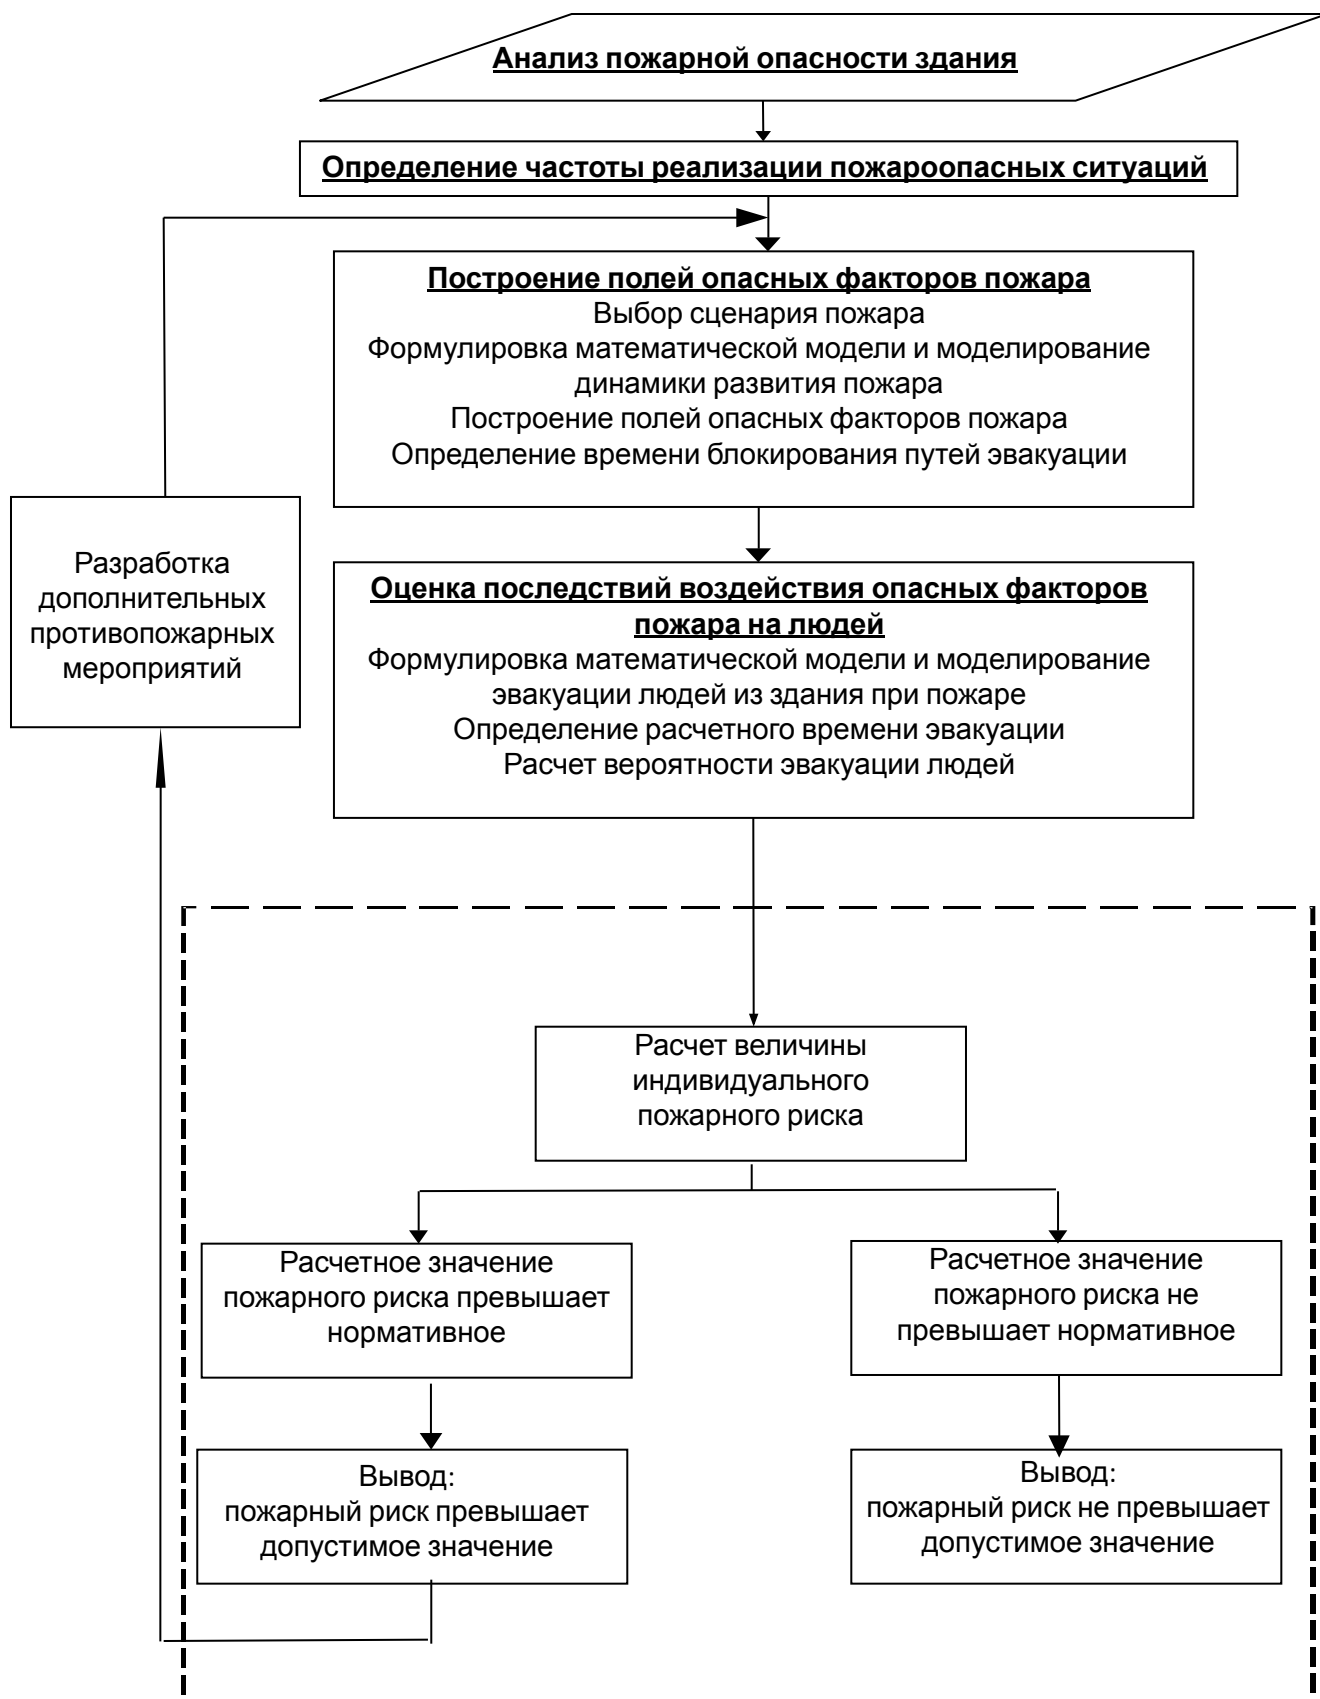 Анализ пожарной опасности здания
Определение частоты реализации пожароопасных ситуаций
Построение полей опасных факторов пожара
Выбор сценария пожара
Формулировка математической модели и моделирование
динамики развития пожара
Построение полей опасных факторов пожара
Определение времени блокирования путей эвакуации
Разработка
дополнительных
противопожарных
мероприятий
Оценка последствий воздействия опасных факторов
пожара на людей
Формулировка математической модели и моделирование
эвакуации людей из здания при пожаре
Определение расчетного времени эвакуации
Расчет вероятности эвакуации людей
Расчет величины
индивидуального
пожарного риска
Расчетное значение
пожарного риска превышает
нормативное
Расчетное значение
пожарного риска не
превышает нормативное
Вывод:
пожарный риск превышает
допустимое значение
Вывод:
пожарный риск не превышает
допустимое значение